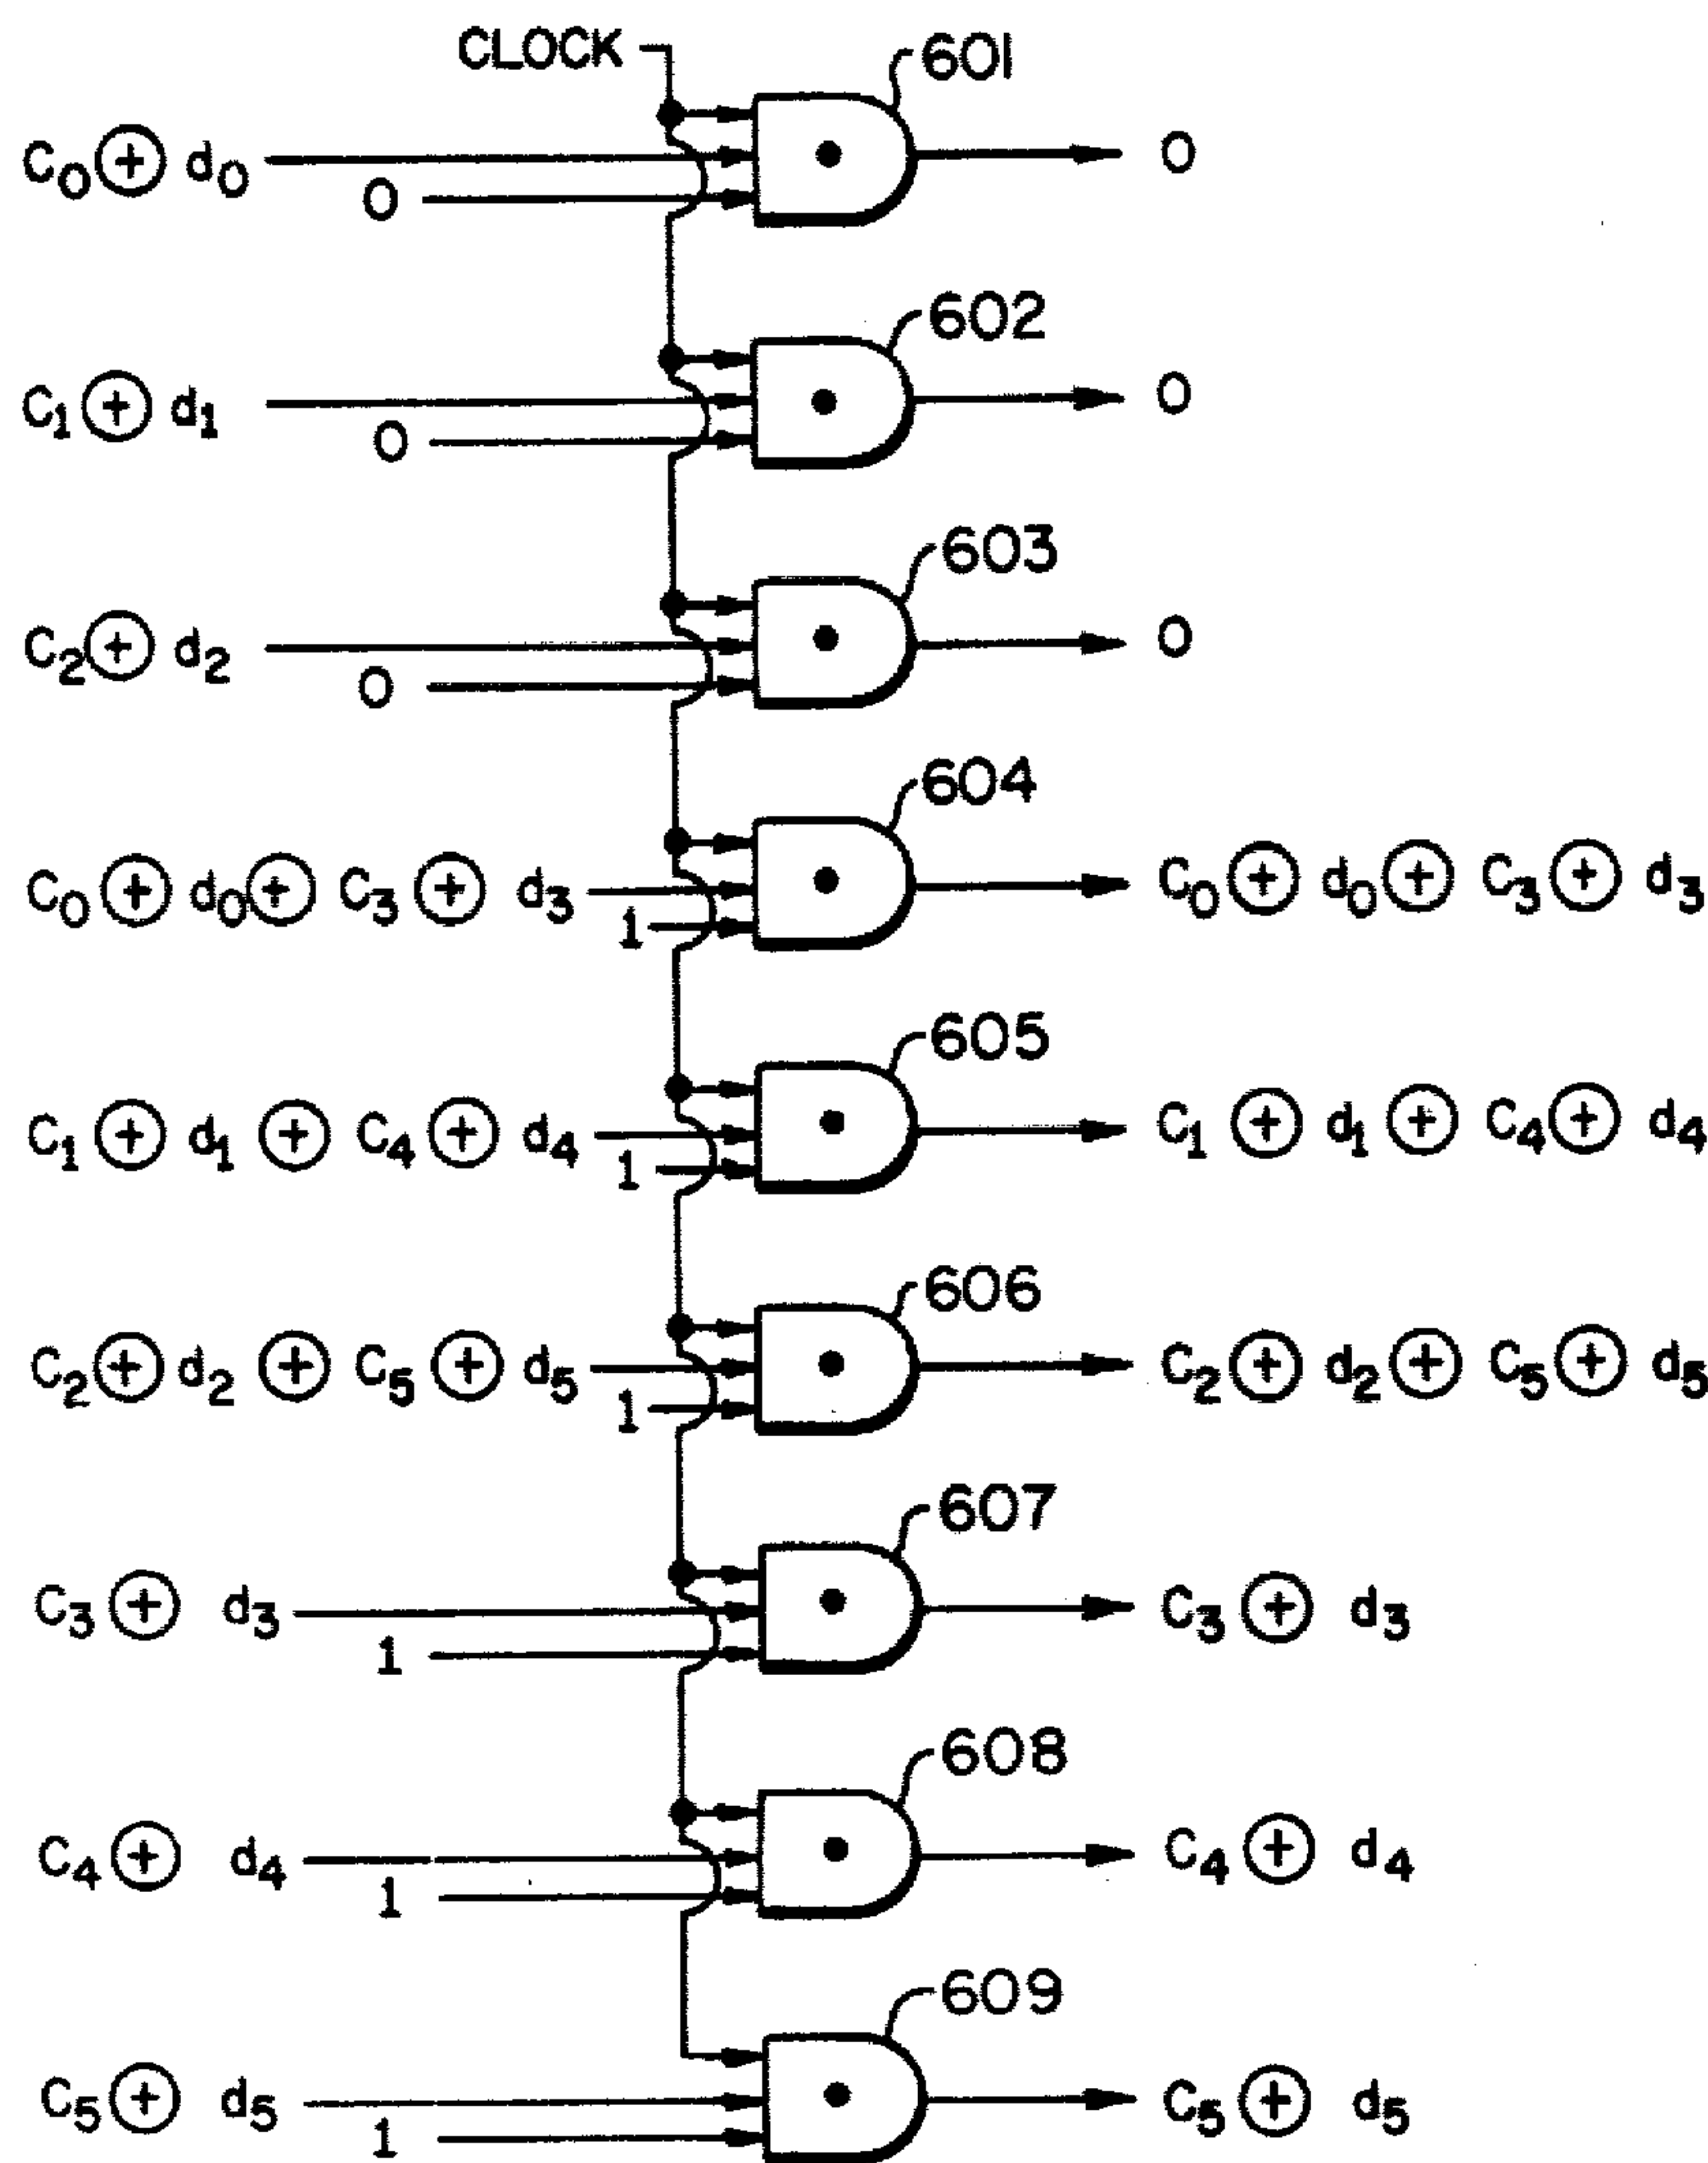 CLOCK
601
C₀ ⊕ d₀
0
0
602
C₁ ⊕ d₁
0
0
603
C₂ ⊕ d₂
0
0
604
C₀ ⊕ d₀ ⊕ C₃ ⊕ d₃
1
C₀ ⊕ d₀ ⊕ C₃ ⊕ d₃
605
C₁ ⊕ d₁ ⊕ C₄ ⊕ d₄
1
C₁ ⊕ d₁ ⊕ C₄ ⊕ d₄
606
C₂ ⊕ d₂ ⊕ C₅ ⊕ d₅
1
C₂ ⊕ d₂ ⊕ C₅ ⊕ d₅
607
C₃ ⊕ d₃
1
C₃ ⊕ d₃
608
C₄ ⊕ d₄
1
C₄ ⊕ d₄
609
C₅ ⊕ d₅
1
C₅ ⊕ d₅